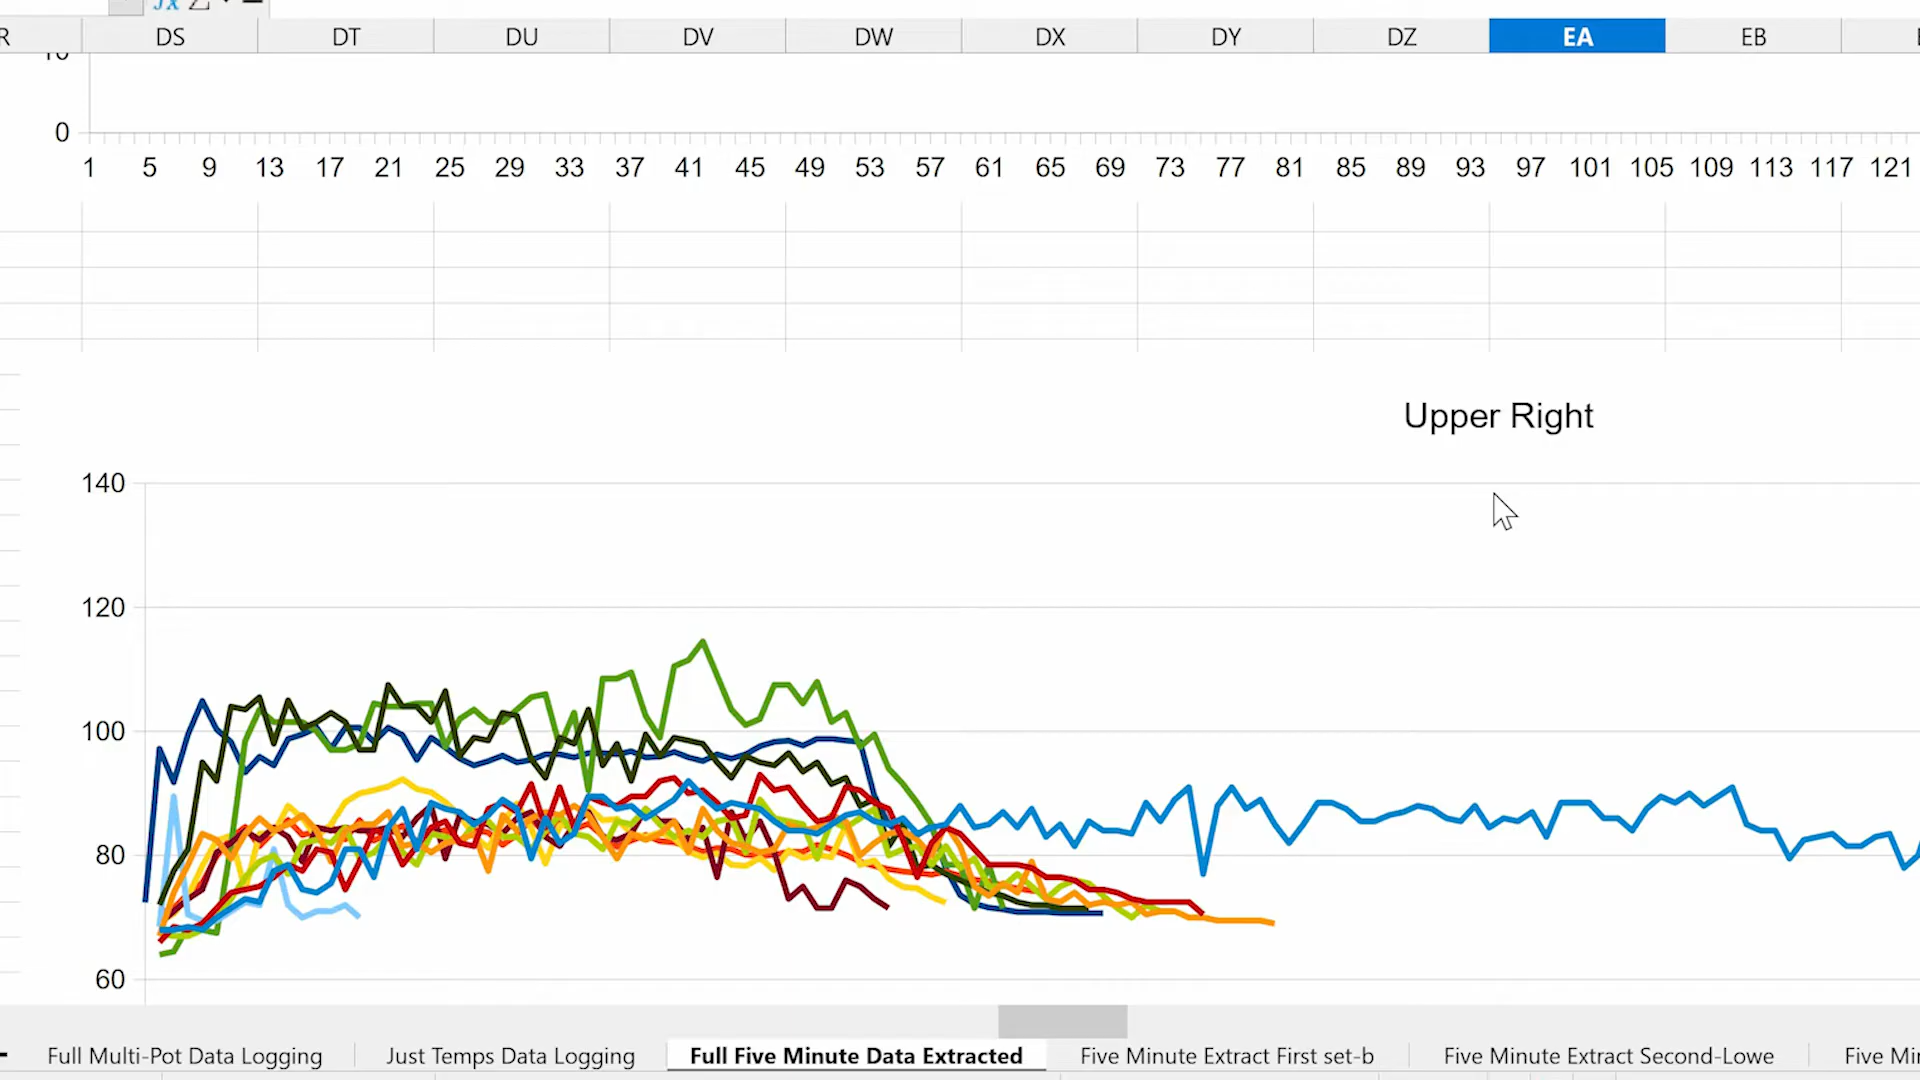 R DS DT DU DV DW DX DY DZ EA EB
10
0
1 5 9 13 17 21 25 29 33 37 41 45 49 53 57 61 65 69 73 77 81 85 89 93 97 101 105 109 113 117 121
Upper Right
140
120
100
80
60
Full Multi-Pot Data Logging Just Temps Data Logging Full Five Minute Data Extracted Five Minute Extract First set-b Five Minute Extract Second-Lowe Five Mi